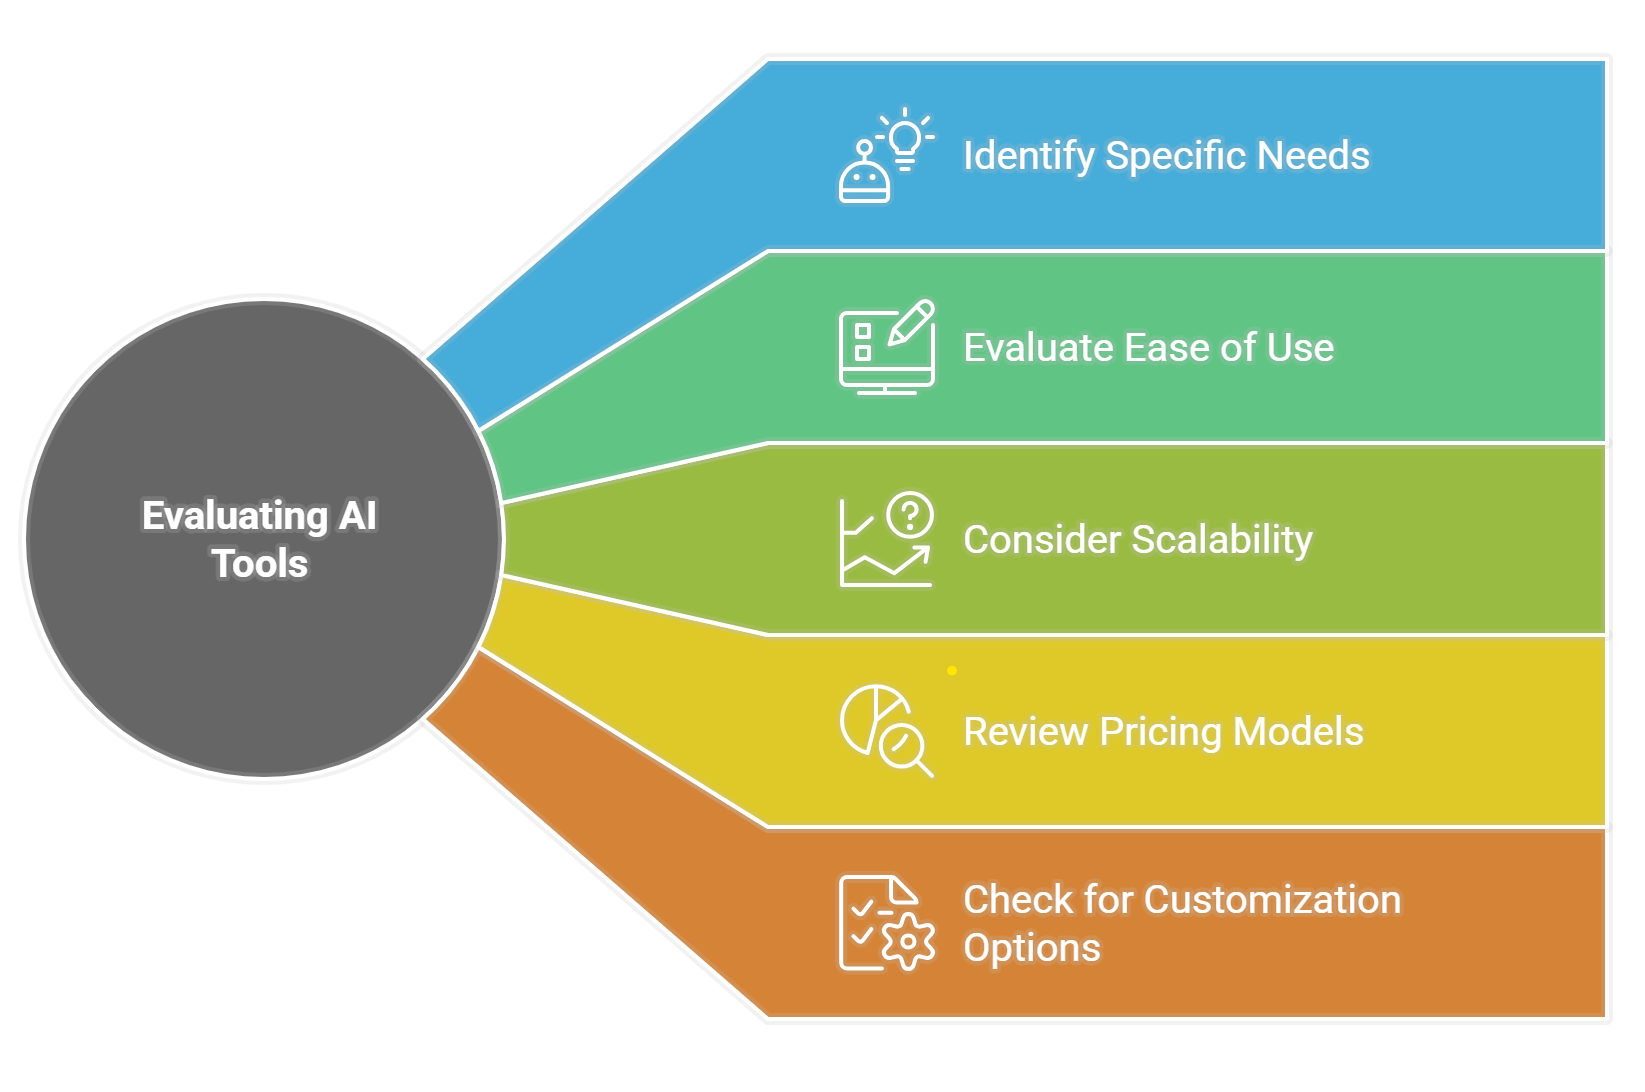 Evaluating AI
Tools
Identify Specific Needs
Evaluate Ease of Use
Consider Scalability
Review Pricing Models
Check for Customization
Options